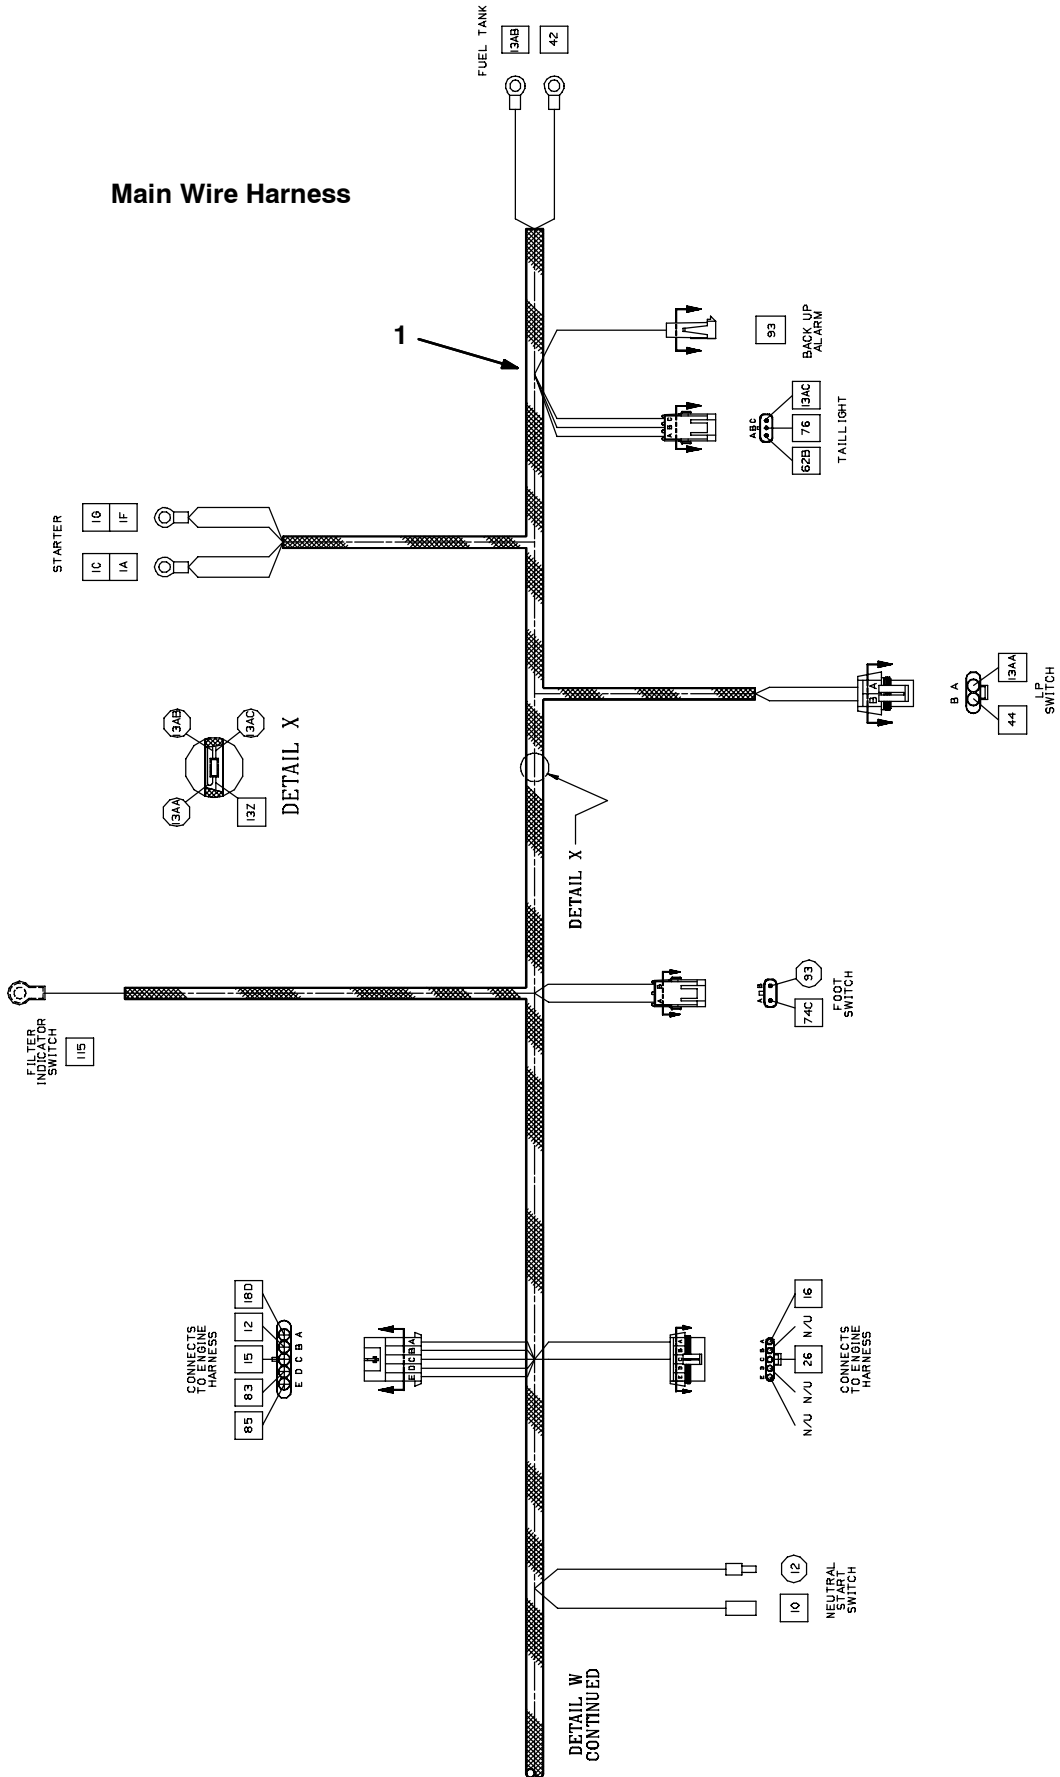 Main Wire Harness
1
FUEL TANK
13AB
42
93
BACK UP
ALARM
A B C
ABC
13AC
76
62B
TAILLIGHT
STARTER
1G
1F
1C
1A
B A
B A
13AA
44
LP
SWITCH
13AB
13AC
13AA
13Z
DETAIL X
DETAIL X
FILTER
INDICATOR
SWITCH
115
A B
A B
93
74C
FOOT
SWITCH
CONNECTS
TO ENGINE
HARNESS
18D
12
15
83
85
E D C B A
E D C B A
E D C B A
E D C B A
16
N/U
26
N/U
N/U
CONNECTS
TO ENGINE
HARNESS
12
10
NEUTRAL
START
SWITCH
DETAIL W
CONTINUED